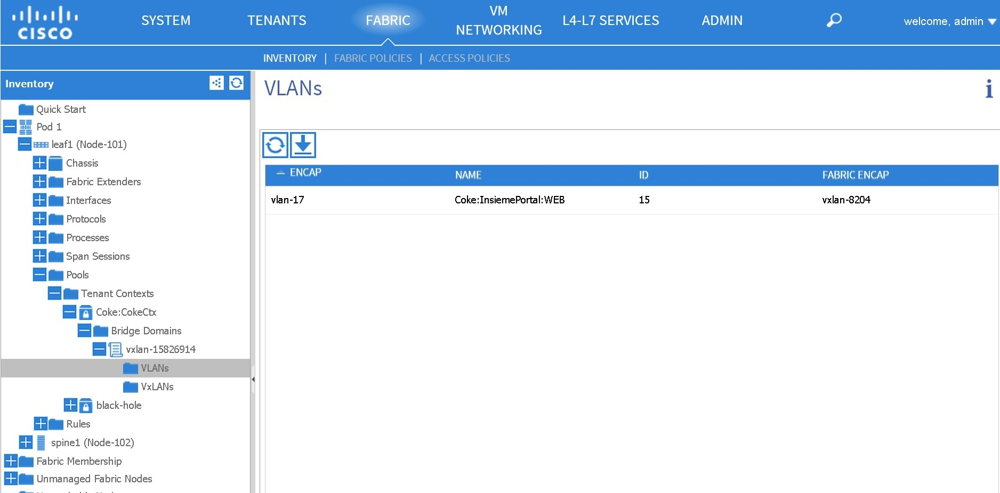 CISCO
SYSTEM
TENANTS
FABRIC
VM
NETWORKING
L4-L7 SERVICES
ADMIN
welcome, admin
INVENTORY | FABRIC POLICIES | ACCESS POLICIES
Inventory
Quick Start
Pod 1
leaf1 (Node-101)
Chassis
Fabric Extenders
Interfaces
Protocols
Processes
Span Sessions
Pools
Tenant Contexts
Coke:CokeCtx
Bridge Domains
vxlan-15826914
VLANs
VxLANs
black-hole
Rules
spine1 (Node-102)
Fabric Membership
Unmanaged Fabric Nodes
VLANs
i
ENCAP NAME ID FABRIC ENCAP
vlan-17 Coke:InsiemePortal:WEB 15 vxlan-8204